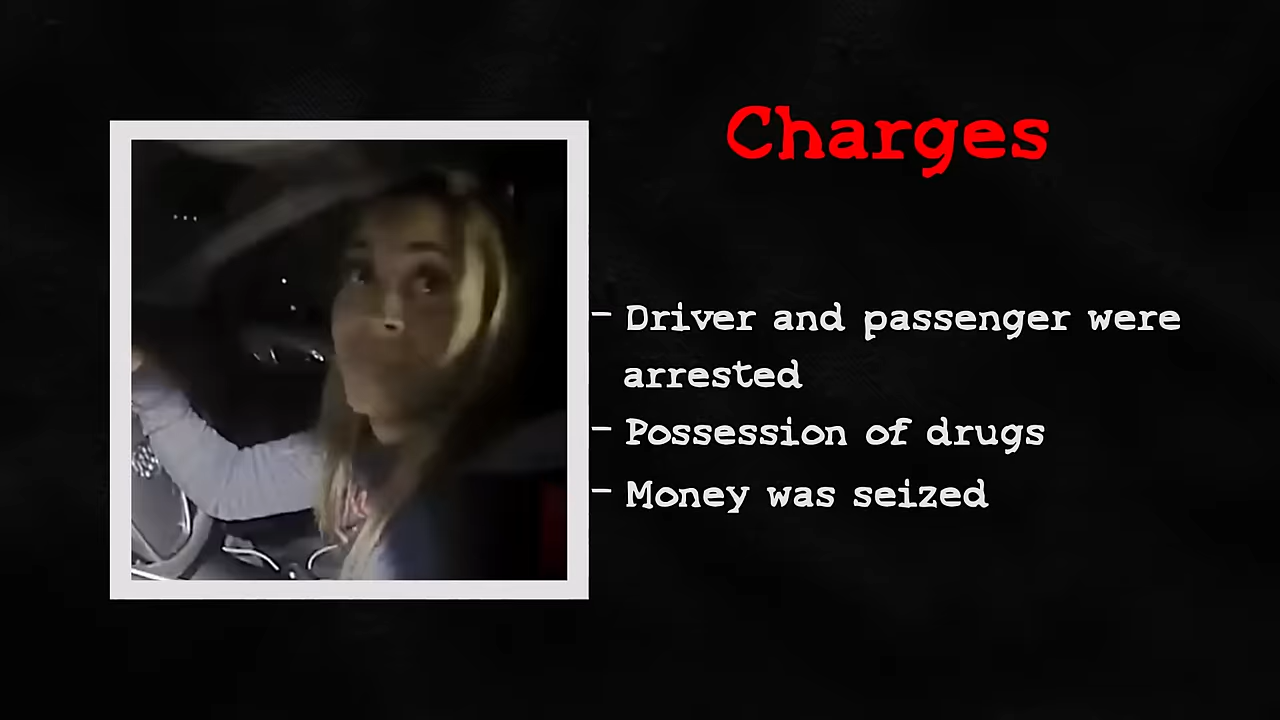 Charges
- Driver and passenger were
arrested
- Possession of drugs
- Money was seized